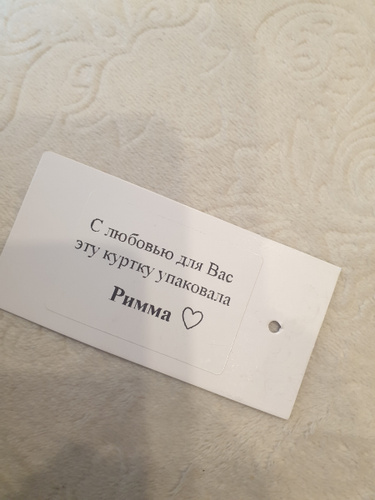 С любовью для Вас
эту куртку упаковала
Римма ♡